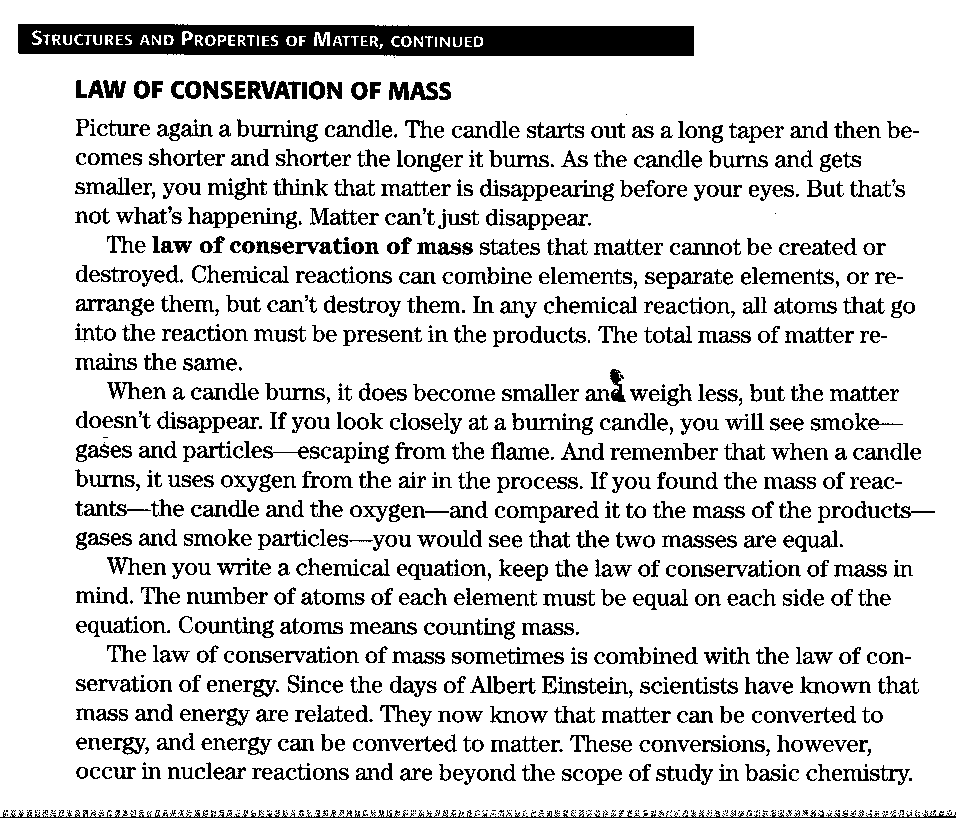 STRUCTURES AND PROPERTIES OF MATTER, CONTINUED
LAW OF CONSERVATION OF MASS
Picture again a burning candle. The candle starts out as a long taper and then be-
comes shorter and shorter the longer it burns. As the candle burns and gets
smaller, you might think that matter is disappearing before your eyes. But that's
not what's happening. Matter can't just disappear.
The law of conservation of mass states that matter cannot be created or
destroyed. Chemical reactions can combine elements, separate elements, or re-
arrange them, but can't destroy them. In any chemical reaction, all atoms that go
into the reaction must be present in the products. The total mass of matter re-
mains the same.
When a candle burns, it does become smaller and weigh less, but the matter
doesn't disappear. If you look closely at a burning candle, you will see smoke—
gases and particles—escaping from the flame. And remember that when a candle
burns, it uses oxygen from the air in the process. If you found the mass of reac-
tants—the candle and the oxygen—and compared it to the mass of the products—
gases and smoke particles—you would see that the two masses are equal.
When you write a chemical equation, keep the law of conservation of mass in
mind. The number of atoms of each element must be equal on each side of the
equation. Counting atoms means counting mass.
The law of conservation of mass sometimes is combined with the law of con-
servation of energy. Since the days of Albert Einstein, scientists have known that
mass and energy are related. They now know that matter can be converted to
energy, and energy can be converted to matter. These conversions, however,
occur in nuclear reactions and are beyond the scope of study in basic chemistry.